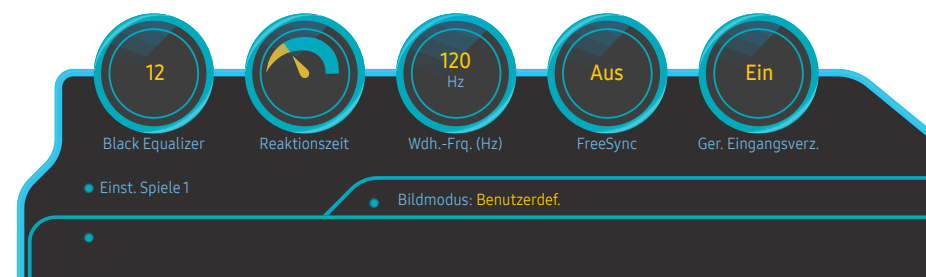 12
120
Hz
Aus
Ein
Black Equalizer
Reaktionszeit
Wdh.-Frq. (Hz)
FreeSync
Ger. Eingangsverz.
Einst. Spiele 1
Bildmodus: Benutzerdef.